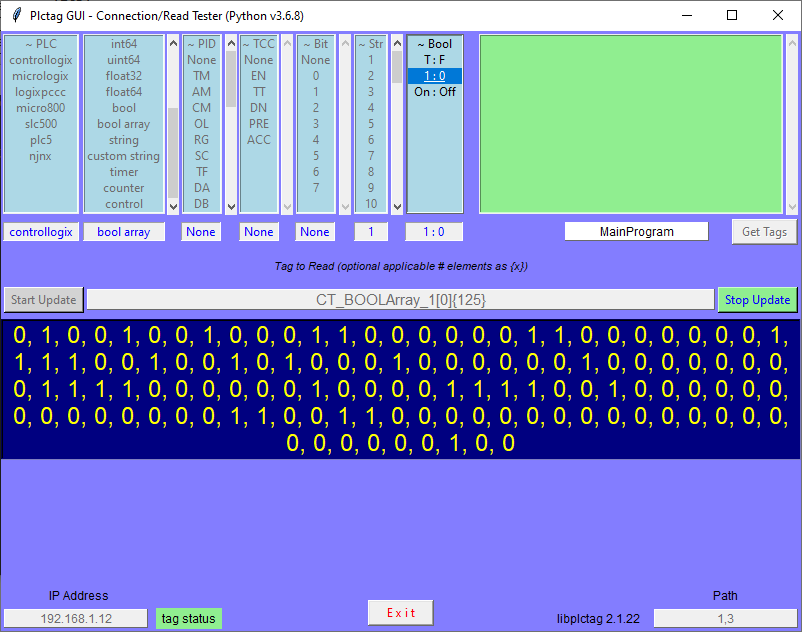 Plctag GUI - Connection/Read Tester (Python v3.6.8)
~ PLC int64 ~ PID ~ TCC ~ Bit ~ Str ~ Bool
controllogix uint64 None None None 1 T : F
micrologix float32 TM EN 0 2 1 : 0
logixpccc float64 AM TT 1 3 On : Off
micro800 bool CM DN 2 4
slc500 bool array OL PRE 3 5
plc5 string RG ACC 4 6
njnx custom string SC 5 7
timer TF 6 8
counter DA 7 9
control DB 10
controllogix bool array None None None 1 1 : 0 MainProgram Get Tags
Tag to Read (optional applicable # elements as {x})
Start Update CT_BOOLArray_1[0]{125} Stop Update
0, 1, 0, 0, 1, 0, 0, 1, 0, 0, 0, 1, 1, 0, 0, 0, 0, 0, 0, 1, 1, 0, 0, 0, 0, 0, 0, 0, 1,
1, 1, 1, 0, 0, 1, 0, 0, 1, 0, 1, 0, 0, 0, 1, 0, 0, 0, 0, 0, 0, 1, 0, 0, 0, 0, 0, 0, 0,
0, 1, 1, 1, 1, 0, 0, 0, 0, 0, 0, 1, 0, 0, 0, 0, 1, 1, 1, 1, 0, 0, 1, 0, 0, 0, 0, 0, 0,
0, 0, 0, 0, 0, 0, 0, 0, 1, 1, 0, 0, 1, 1, 0, 0, 0, 0, 0, 0, 0, 0, 0, 0, 0, 0, 0, 0, 0,
0, 0, 0, 0, 0, 0, 1, 0, 0
IP Address Path
192.168.1.12 tag status Exit libplctag 2.1.22 1,3